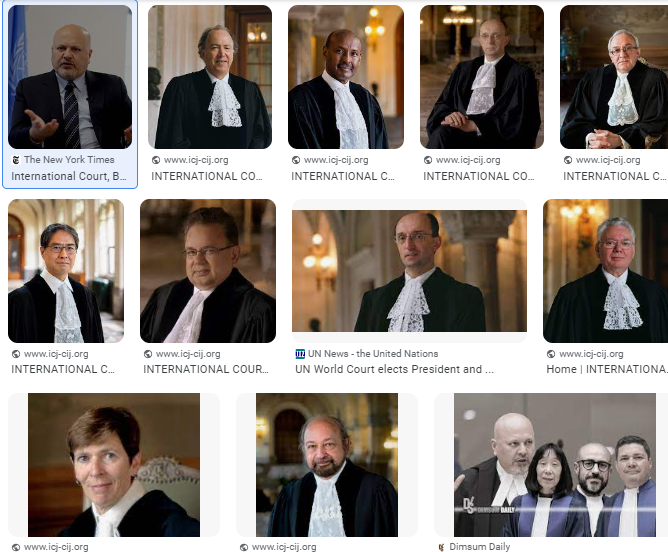 The New York Times
International Court, B...
www.icj-cij.org
INTERNATIONAL CO...
www.icj-cij.org
INTERNATIONAL C...
www.icj-cij.org
INTERNATIONAL CO...
www.icj-cij.org
INTERNATIONAL C...
www.icj-cij.org
INTERNATIONAL C...
www.icj-cij.org
INTERNATIONAL COUR...
UN News - the United Nations
UN World Court elects President and ...
www.icj-cij.org
Home | INTERNATIONA
DIMSUM DAILY
www.icj-cij.org
www.icj-cij.org
Dimsum Daily